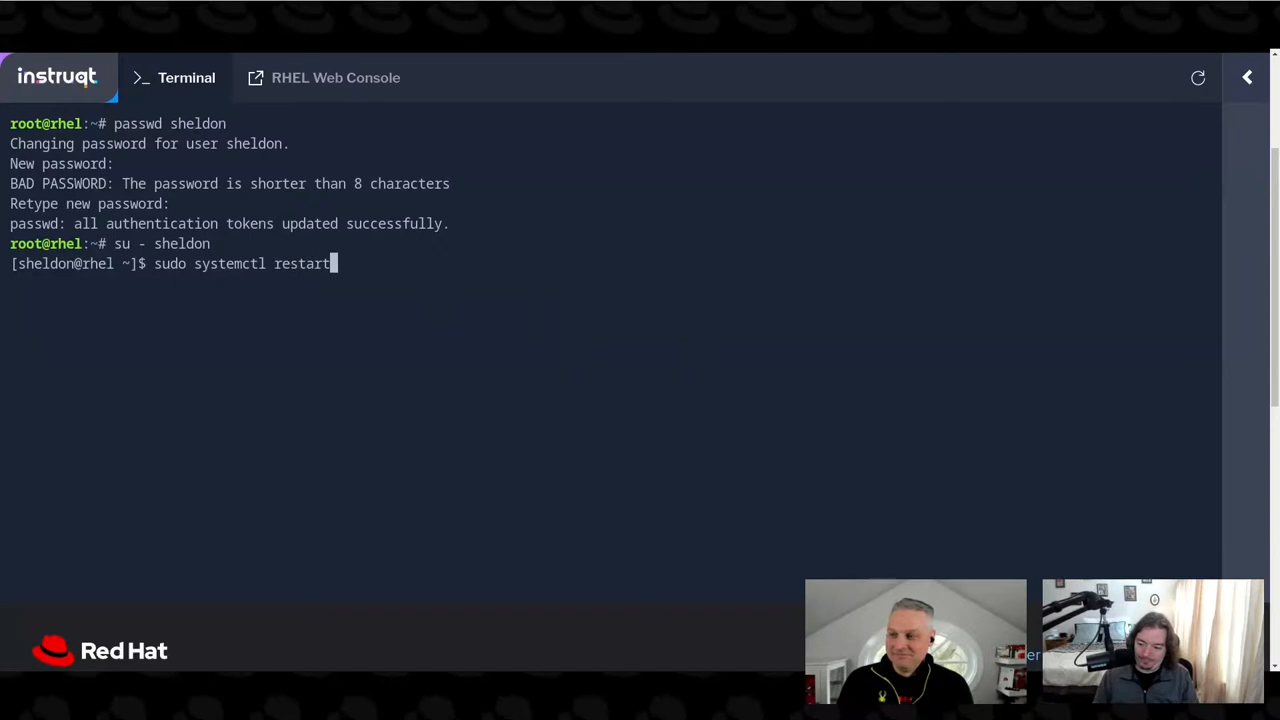 instruqt
>_ Terminal
RHEL Web Console
root@rhel:~# passwd sheldon
Changing password for user sheldon.
New password:
BAD PASSWORD: The password is shorter than 8 characters
Retype new password:
passwd: all authentication tokens updated successfully.
root@rhel:~# su - sheldon
[sheldon@rhel ~]$ sudo systemctl restart
Red Hat
er